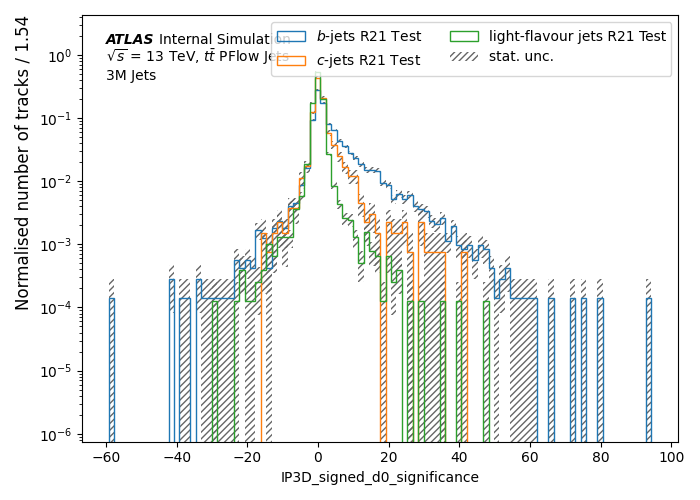 ATLAS Internal Simulation
√s = 13 TeV, tt̄ PFlow Jets
3M Jets
b-jets R21 Test
c-jets R21 Test
light-flavour jets R21 Test
stat. unc.
Normalised number of tracks / 1.54
10⁰
10⁻¹
10⁻²
10⁻³
10⁻⁴
10⁻⁵
10⁻⁶
−60 −40 −20 0 20 40 60 80 100
IP3D_signed_d0_significance